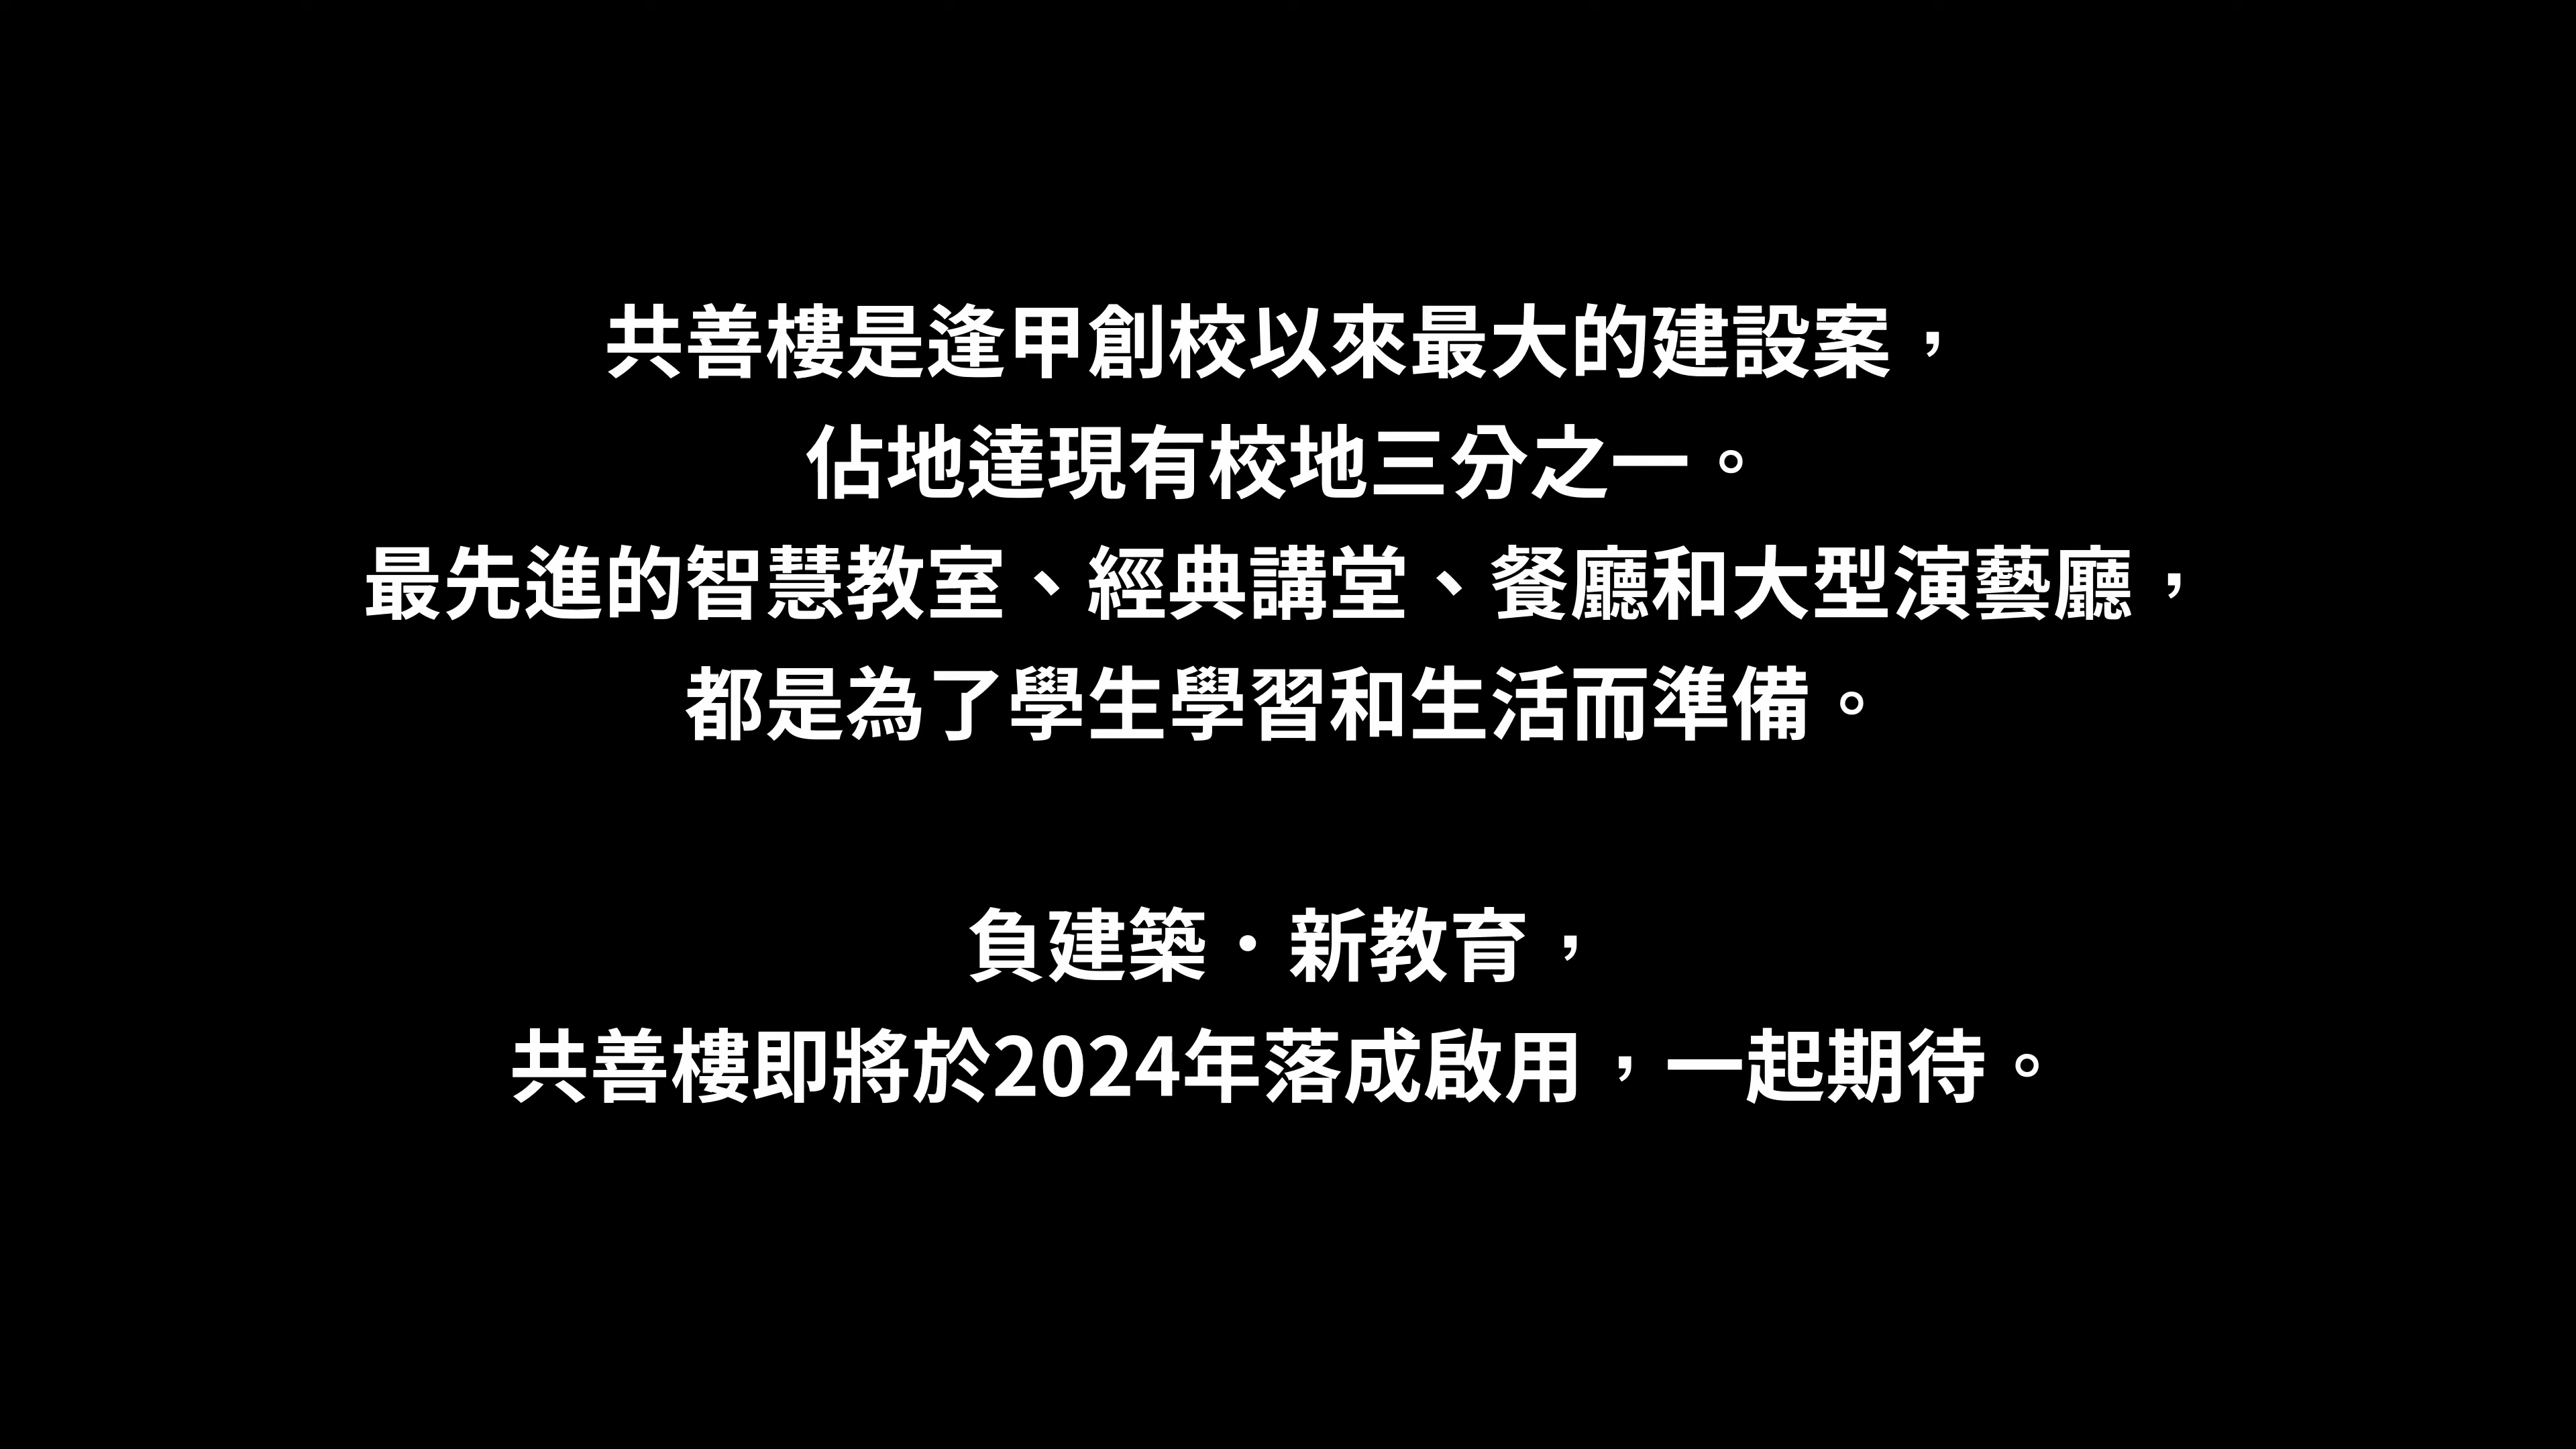 共善樓是逢甲創校以來最大的建設案，
佔地達現有校地三分之一。
最先進的智慧教室、經典講堂、餐廳和大型演藝廳，
都是為了學生學習和生活而準備。
負建築・新教育，
共善樓即將於2024年落成啟用，一起期待。